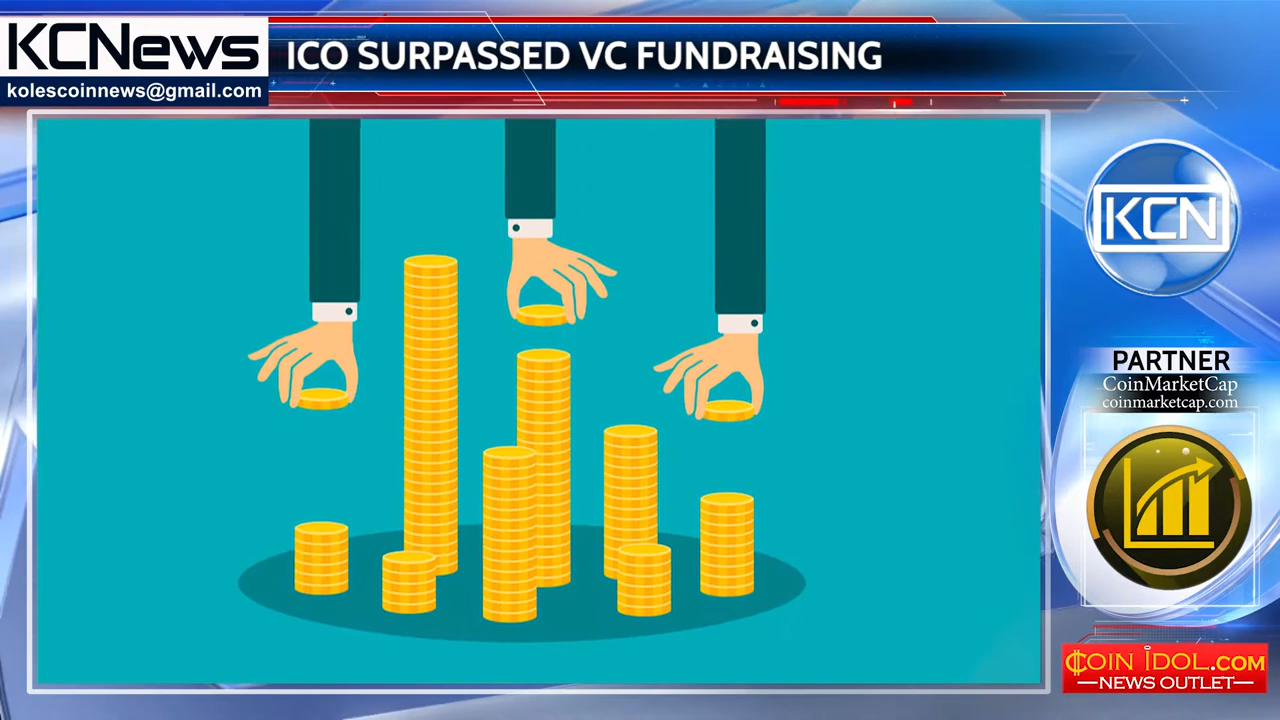 KCNews
kolescoinnews@gmail.com
ICO SURPASSED VC FUNDRAISING
KCN
PARTNER
CoinMarketCap
coinmarketcap.com
COIN IDOL.COM
—NEWS OUTLET—